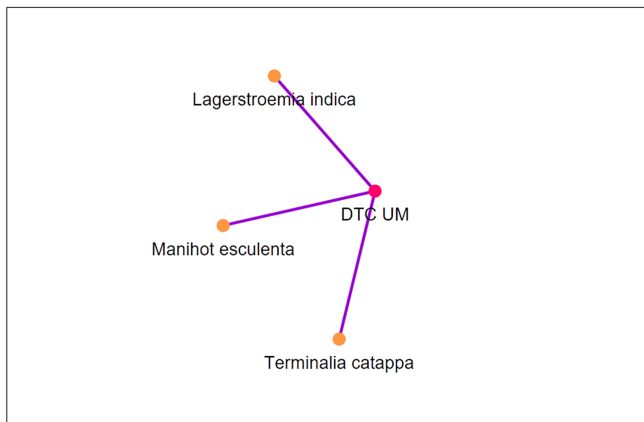 Lagerstroemia indica
DTC UM
Manihot esculenta
Terminalia catappa